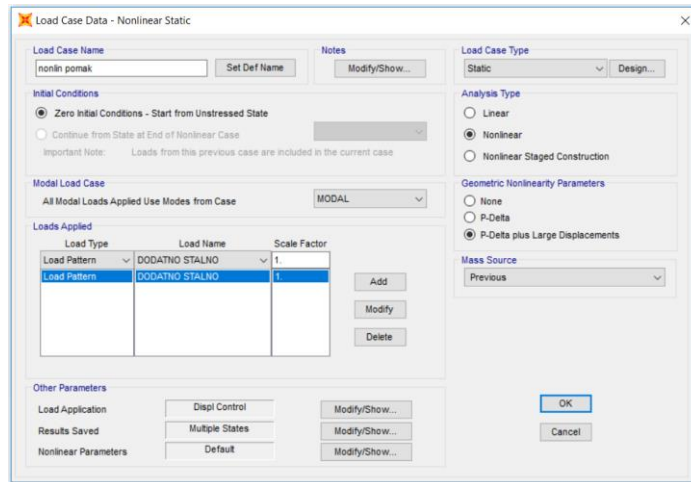 Load Case Data - Nonlinear Static
Load Case Name
nonlin pomak
Set Def Name
Notes
Modify/Show...
Load Case Type
Static
Design...
Initial Conditions
Zero Initial Conditions - Start from Unstressed State
Continue from State at End of Nonlinear Case
Important Note: Loads from this previous case are included in the current case
Analysis Type
Linear
Nonlinear
Nonlinear Staged Construction
Modal Load Case
All Modal Loads Applied Use Modes from Case
MODAL
Geometric Nonlinearity Parameters
None
P-Delta
P-Delta plus Large Displacements
Loads Applied
Load Type Load Name Scale Factor
Load Pattern DODATNO STALNO 1.
Load Pattern DODATNO STALNO 1.
Add
Modify
Delete
Mass Source
Previous
Other Parameters
Load Application Displ Control Modify/Show...
Results Saved Multiple States Modify/Show...
Nonlinear Parameters Default Modify/Show...
OK
Cancel